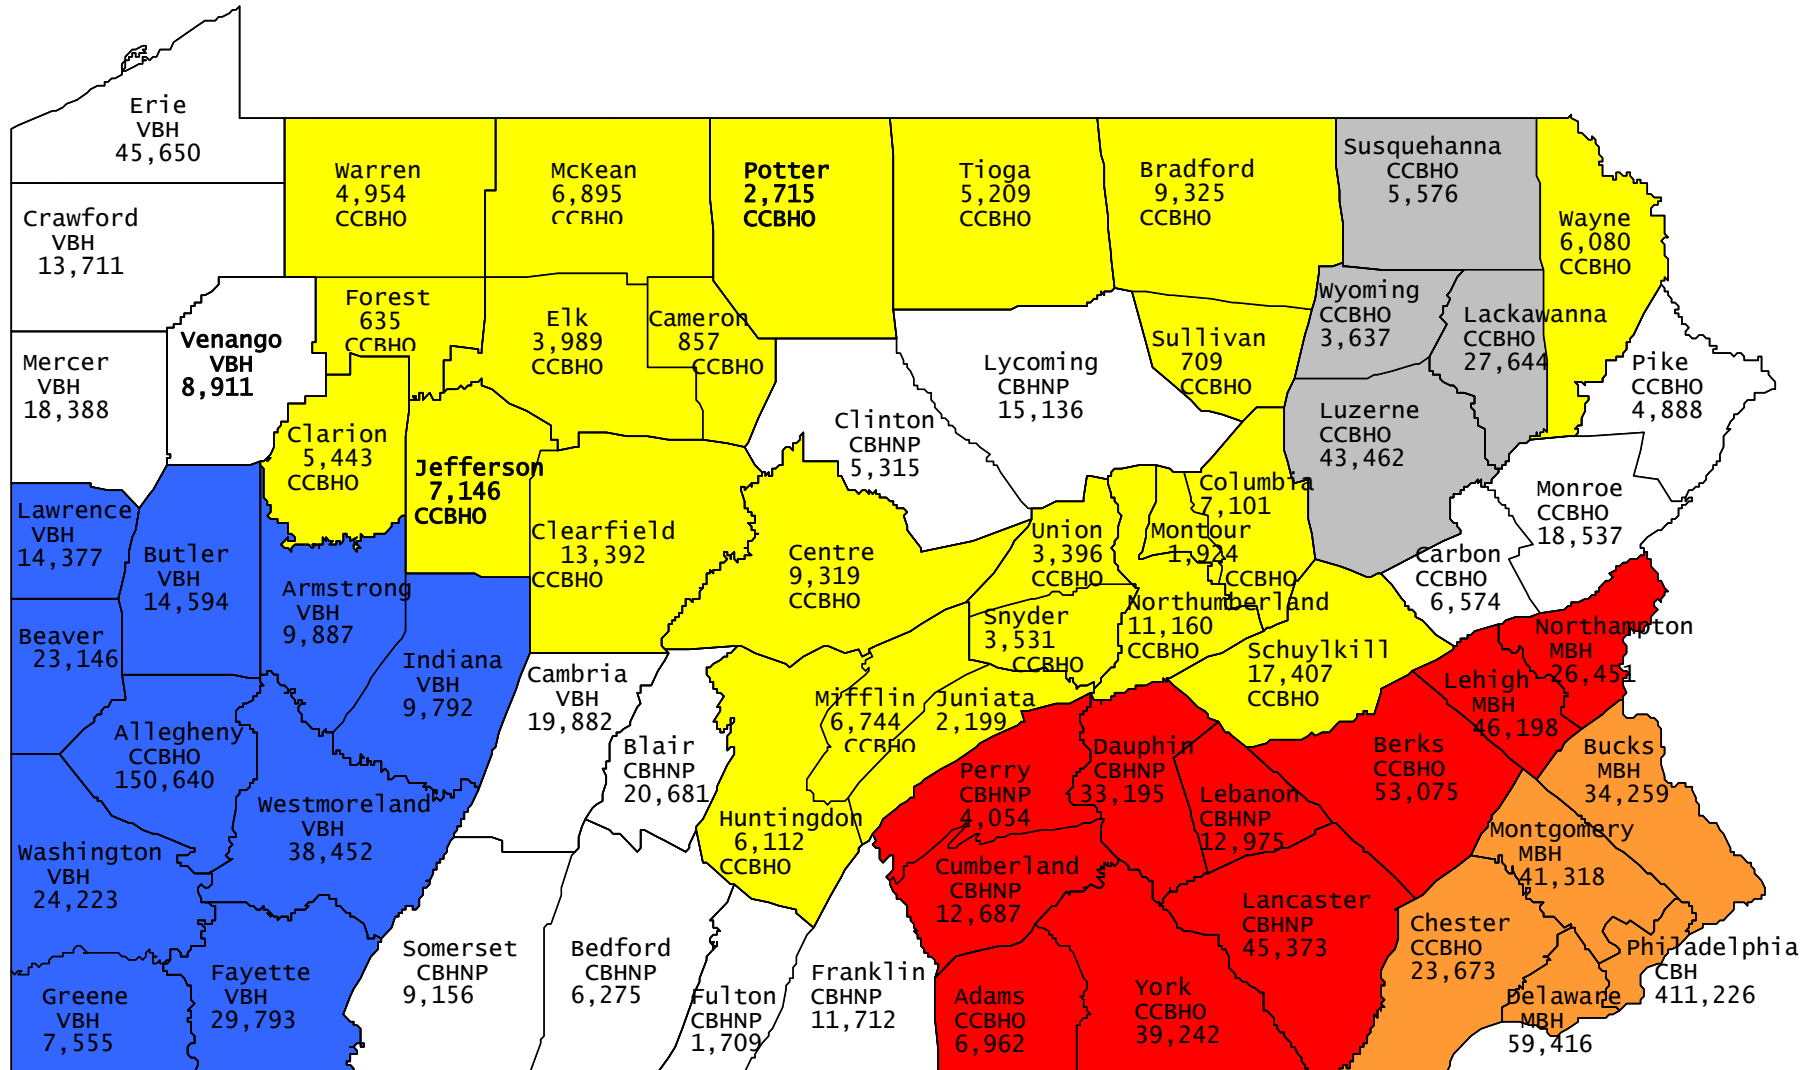 Erie
VBH
45,650
Crawford
VBH
13,711
Mercer
VBH
18,388
Venango
VBH
8,911
Warren
4,954
CCBHO
McKean
6,895
CCBHO
Potter
2,715
CCBHO
Tioga
5,209
CCBHO
Bradford
9,325
CCBHO
Susquehanna
CCBHO
5,576
Wayne
6,080
CCBHO
Forest
635
CCBHO
Elk
3,989
CCBHO
Cameron
857
CCBHO
Sullivan
709
CCBHO
Wyoming
CCBHO
3,637
Lackawanna
CCBHO
27,644
Pike
CCBHO
4,888
Clarion
5,443
CCBHO
Jefferson
7,146
CCBHO
Clinton
CBHNP
5,315
Lycoming
CBHNP
15,136
Luzerne
CCBHO
43,462
Columbia
7,101
CCBHO
Montour
1,924
Monroe
CCBHO
18,537
Carbon
CCBHO
6,574
Lawrence
VBH
14,377
Butler
VBH
14,594
Armstrong
VBH
9,887
Clearfield
13,392
CCBHO
Centre
9,319
CCBHO
Union
3,396
CCBHO
Snyder
3,531
CCBHO
Northumberland
11,160
CCBHO
Schuylkill
17,407
CCBHO
Northampton
MBH
26,451
Lehigh
MBH
46,198
Beaver
23,146
Indiana
VBH
9,792
Cambria
VBH
19,882
Blair
CBHNP
20,681
Mifflin
6,744
CCBHO
Juniata
2,199
Huntingdon
6,112
CCBHO
Allegheny
CCBHO
150,640
Westmoreland
VBH
38,452
Perry
CBHNP
4,054
Dauphin
CBHNP
33,195
Lebanon
CBHNP
12,975
Berks
CCBHO
53,075
Bucks
MBH
34,259
Montgomery
MBH
41,318
Washington
VBH
24,223
Cumberland
CBHNP
12,687
Lancaster
CBHNP
45,373
Chester
CCBHO
23,673
Philadelphia
CBH
411,226
Delaware
MBH
59,416
Greene
VBH
7,555
Fayette
VBH
29,793
Somerset
CBHNP
9,156
Bedford
CBHNP
6,275
Fulton
CBHNP
1,709
Franklin
CBHNP
11,712
Adams
CCBHO
6,962
York
CCBHO
39,242